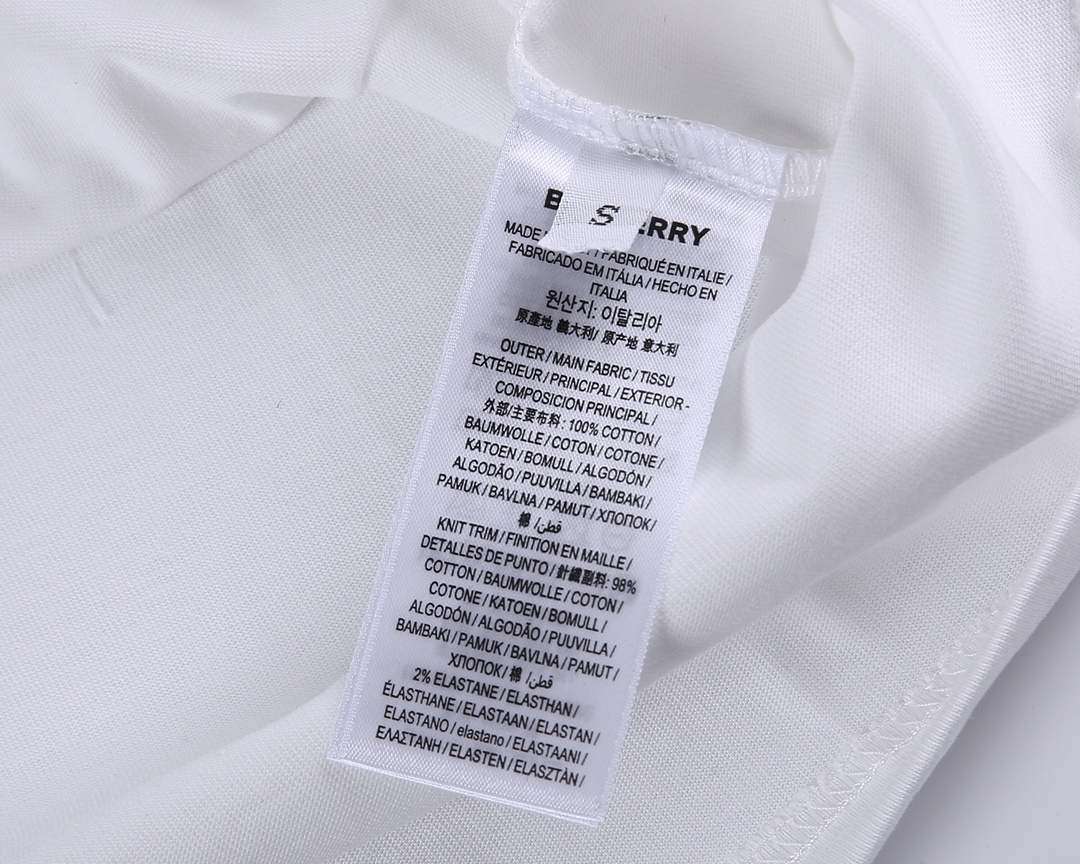 S
MADE FABRIQUÉ EN ITALIE /
FABRICADO EM ITÁLIA / HECHO EN
ITALIA
원산지: 이탈리아
原產地 義大利/ 原产地 意大利
OUTER / MAIN FABRIC / TISSU
EXTÉRIEUR / PRINCIPAL / EXTERIOR -
COMPOSICION PRINCIPAL /
外部/主要布料: 100% COTTON /
BAUMWOLLE / COTON / COTONE /
KATOEN / BOMULL / ALGODÓN /
ALGODÃO / PUUVILLA / BAMBAKI /
PAMUK / BAVLNA / PAMUT / ХЛОПОК/
棉 /قطن
KNIT TRIM / FINITION EN MAILLE /
DETALLES DE PUNTO / 針織副料: 98%
COTTON / BAUMWOLLE / COTON /
COTONE / KATOEN / BOMULL /
ALGODÓN / ALGODÃO / PUUVILLA /
BAMBAKI / PAMUK / BAVLNA / PAMUT /
ХЛОПОК/ 棉 /قطن
2% ELASTANE / ELASTHAN /
ÉLASTHANE / ELASTAAN / ELASTAN /
ELASTANO / elastano / ELASTAANI /
ΕΛΑΣΤΑΝΗ / ELASTEN / ELASZTÀN /